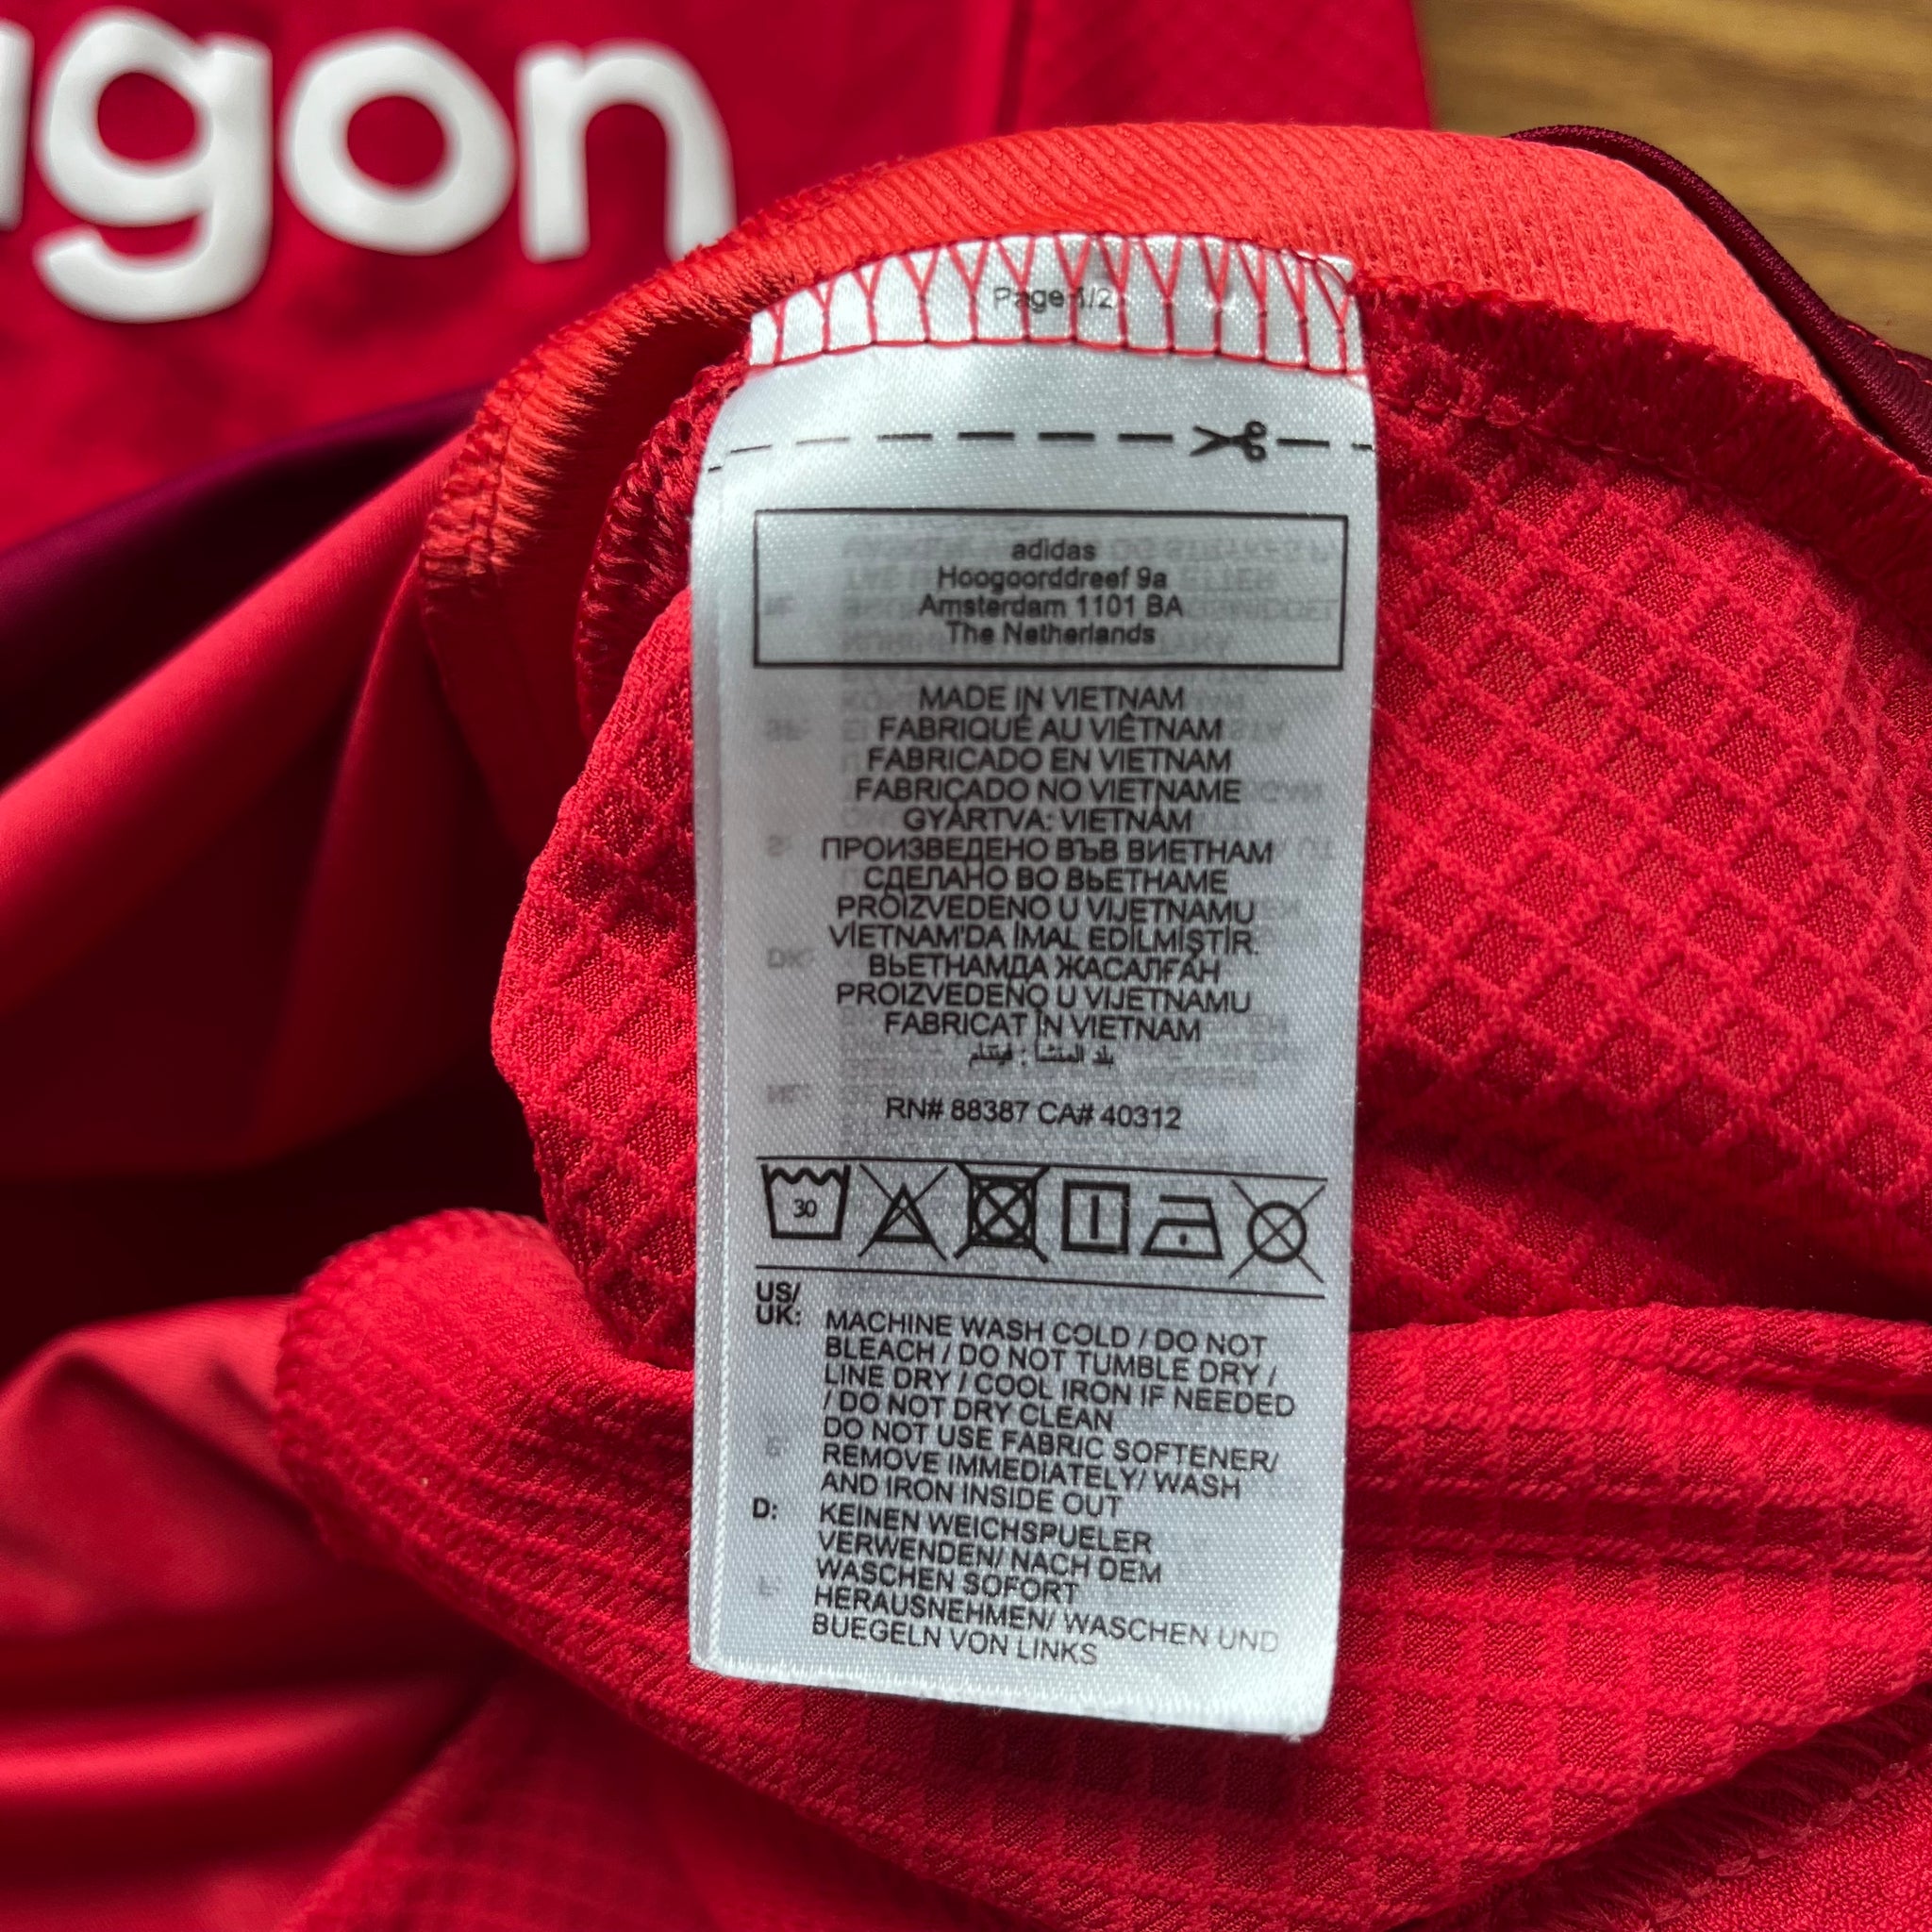 gon
Page 1/2
adidas
Hoogoorddreef 9a
Amsterdam 1101 BA
The Netherlands
MADE IN VIETNAM
FABRIQUÉ AU VIÊTNAM
FABRICADO EN VIETNAM
FABRICADO NO VIETNAME
GYÁRTVA: VIETNÁM
ПРОИЗВЕДЕНО ВЪВ ВИЕТНАМ
СДЕЛАНО ВО ВЬЕТНАМЕ
PROIZVEDENO U VIJETNAMU
VİETNAM'DA İMAL EDİLMİŞTİR.
ВЬЕТНАМДА ЖАСАЛҒАН
PROIZVEDENO U VIJETNAMU
FABRICAT ÎN VIETNAM
بلد المنشأ : فيتنام
RN# 88387 CA# 40312
30
US/
UK: MACHINE WASH COLD / DO NOT
BLEACH / DO NOT TUMBLE DRY /
LINE DRY / COOL IRON IF NEEDED
/ DO NOT DRY CLEAN
DO NOT USE FABRIC SOFTENER/
REMOVE IMMEDIATELY/ WASH
AND IRON INSIDE OUT
D: KEINEN WEICHSPUELER
VERWENDEN/ NACH DEM
WASCHEN SOFORT
HERAUSNEHMEN/ WASCHEN UND
BUEGELN VON LINKS